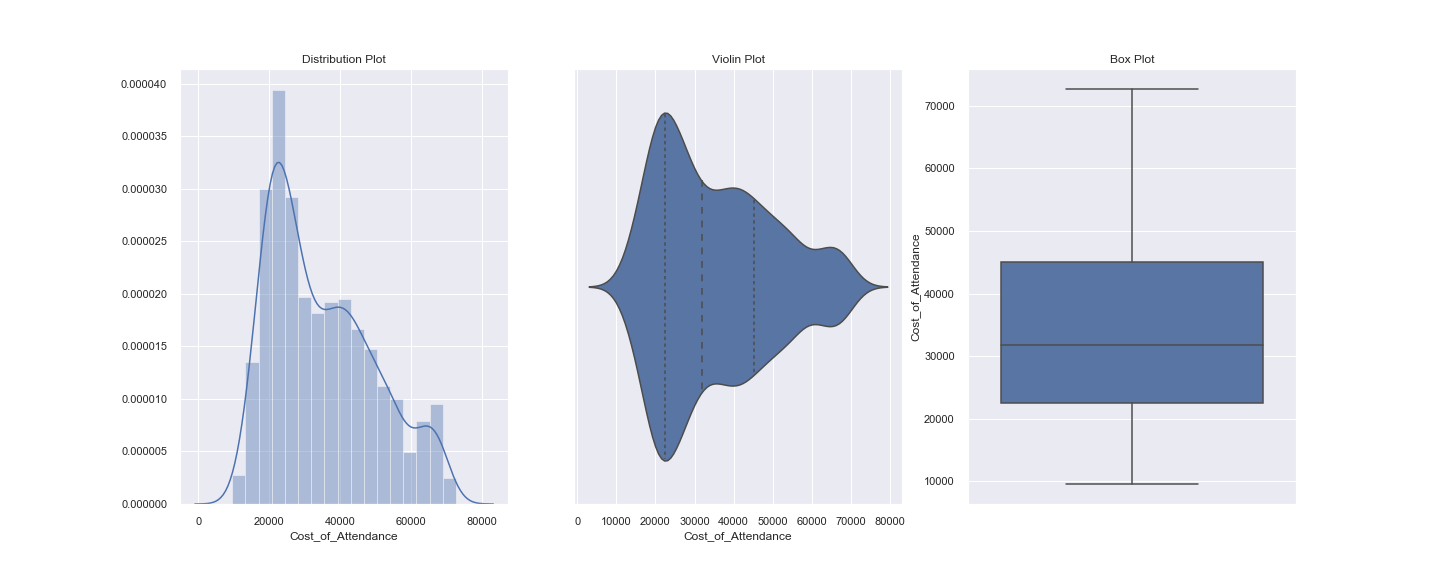 Distribution Plot
0.000040
0.000035
0.000030
0.000025
0.000020
0.000015
0.000010
0.000005
0.000000
0 20000 40000 60000 80000
Cost_of_Attendance
Violin Plot
0 10000 20000 30000 40000 50000 60000 70000 80000
Cost_of_Attendance
Box Plot
Cost_of_Attendance
70000
60000
50000
40000
30000
20000
10000